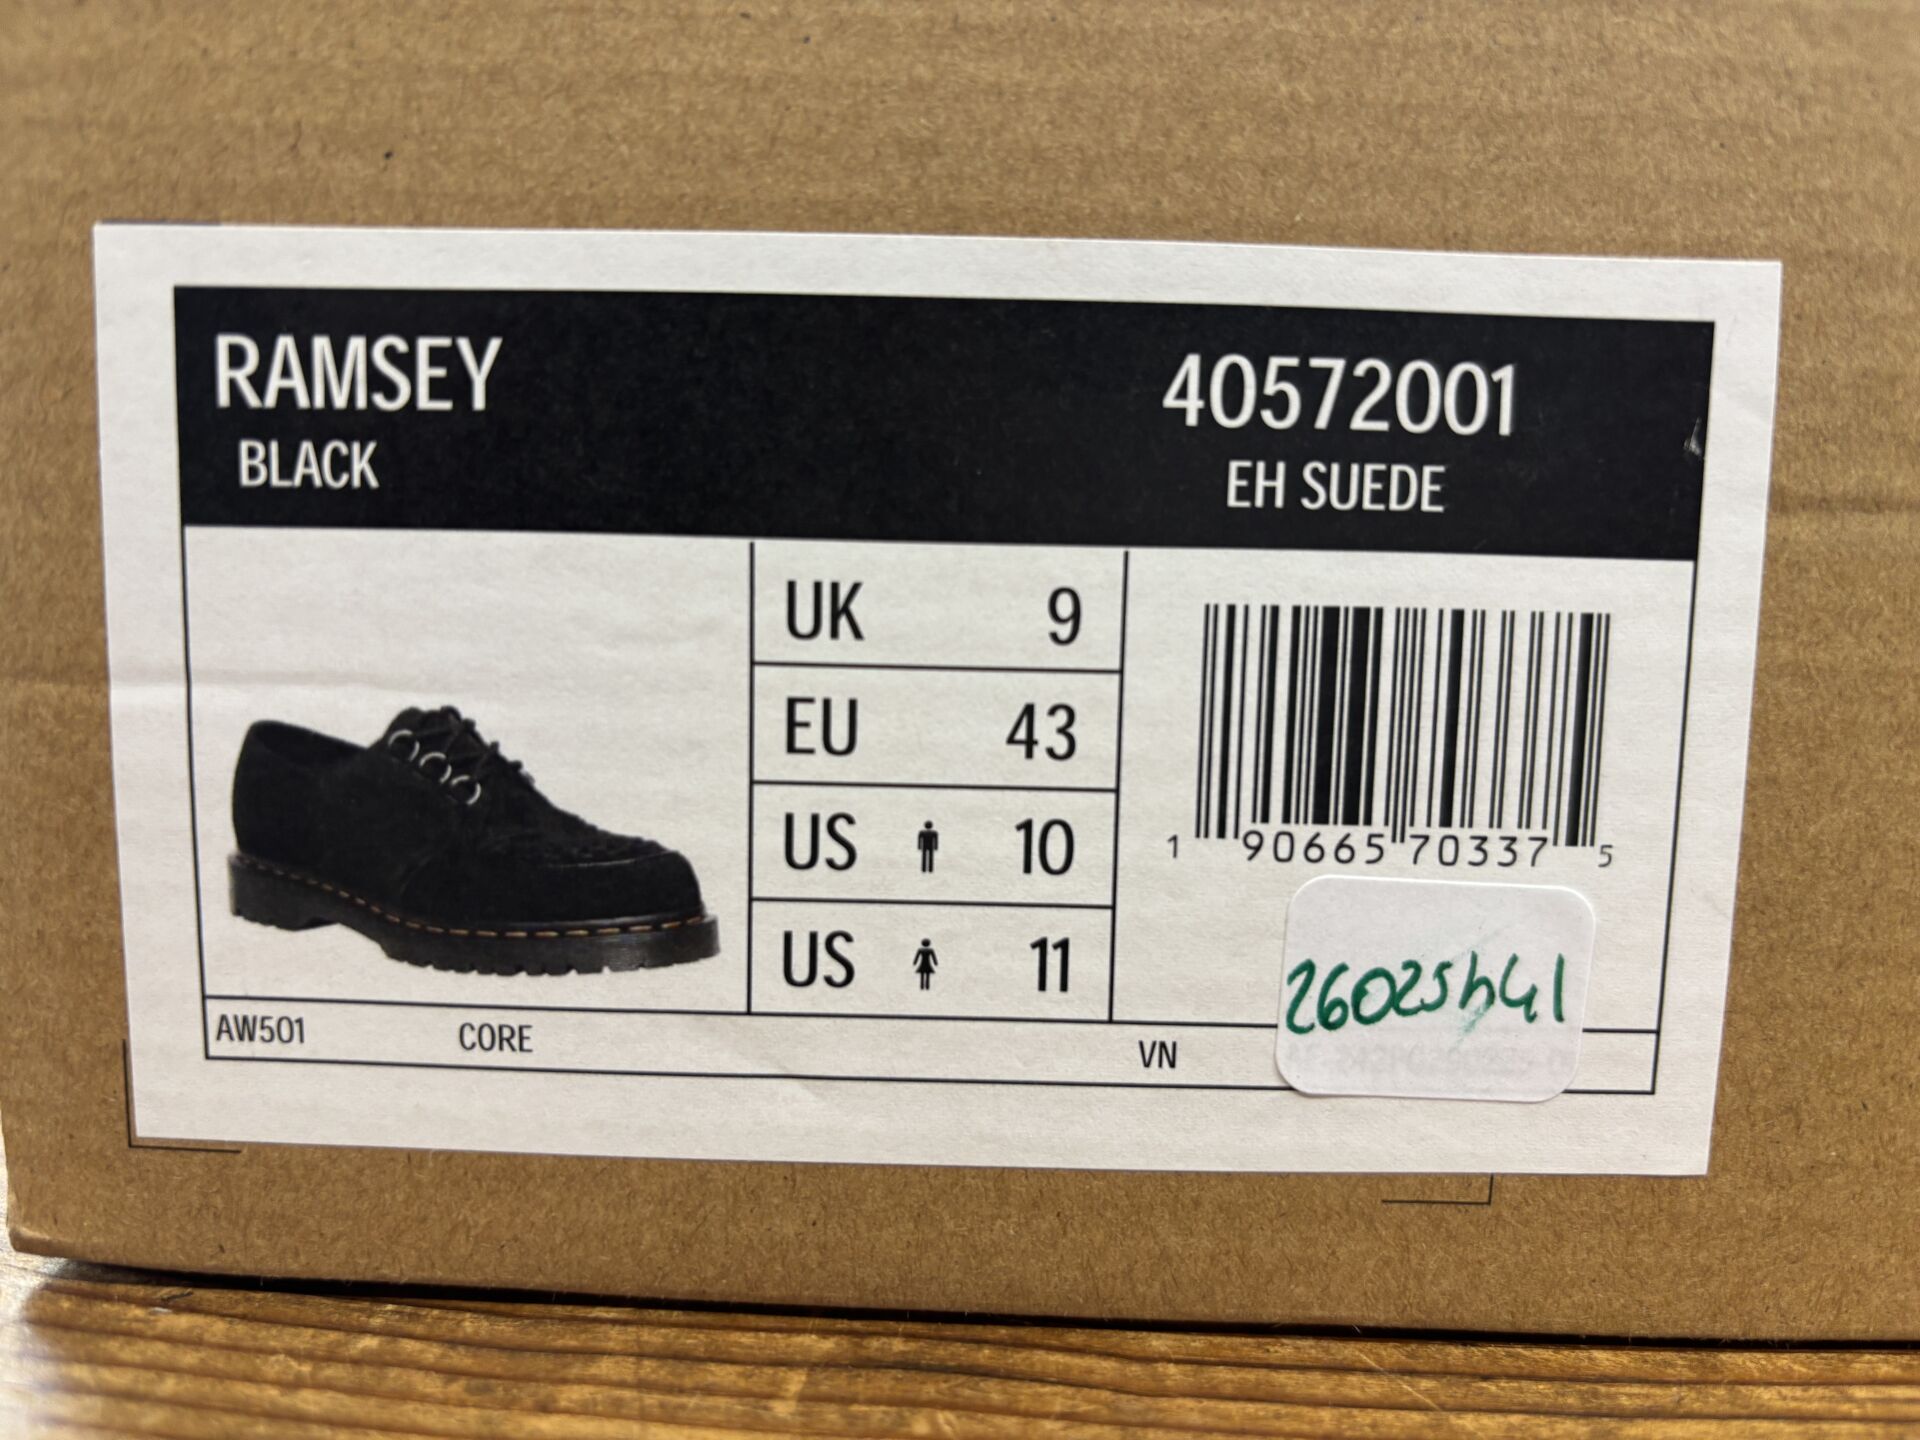 RAMSEY
BLACK
40572001
EH SUEDE
UK 9
EU 43
US 10
US 11
1 90665 70337 5
AW501 CORE VN